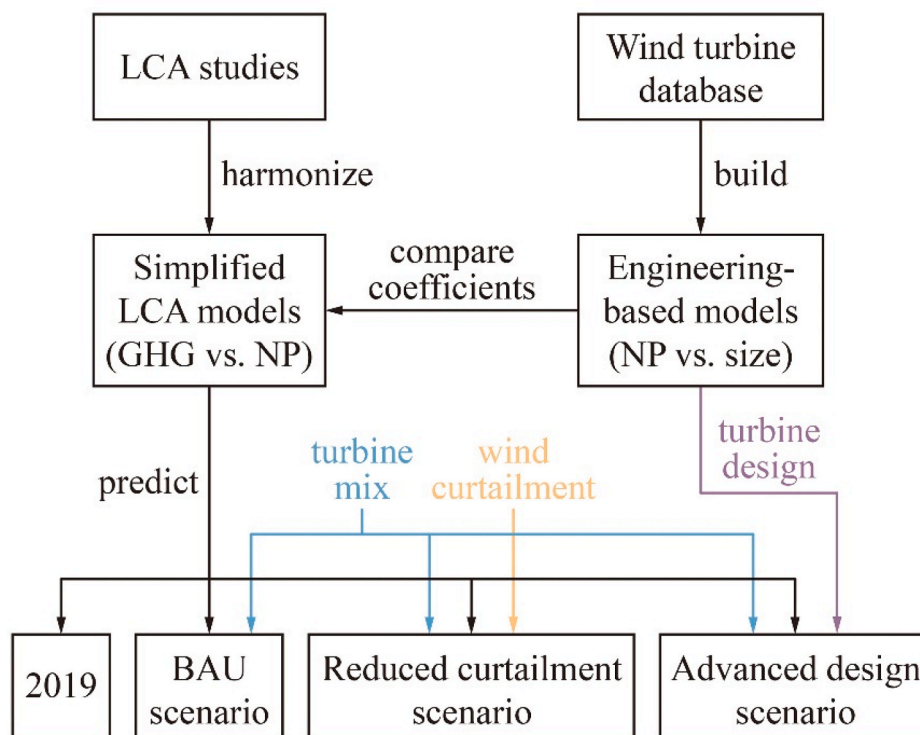 LCA studies
Wind turbine
database
harmonize
build
Simplified
LCA models
(GHG vs. NP)
compare
coefficients
Engineering-
based models
(NP vs. size)
predict
turbine
mix
wind
curtailment
turbine
design
2019
BAU
scenario
Reduced curtailment
scenario
Advanced design
scenario